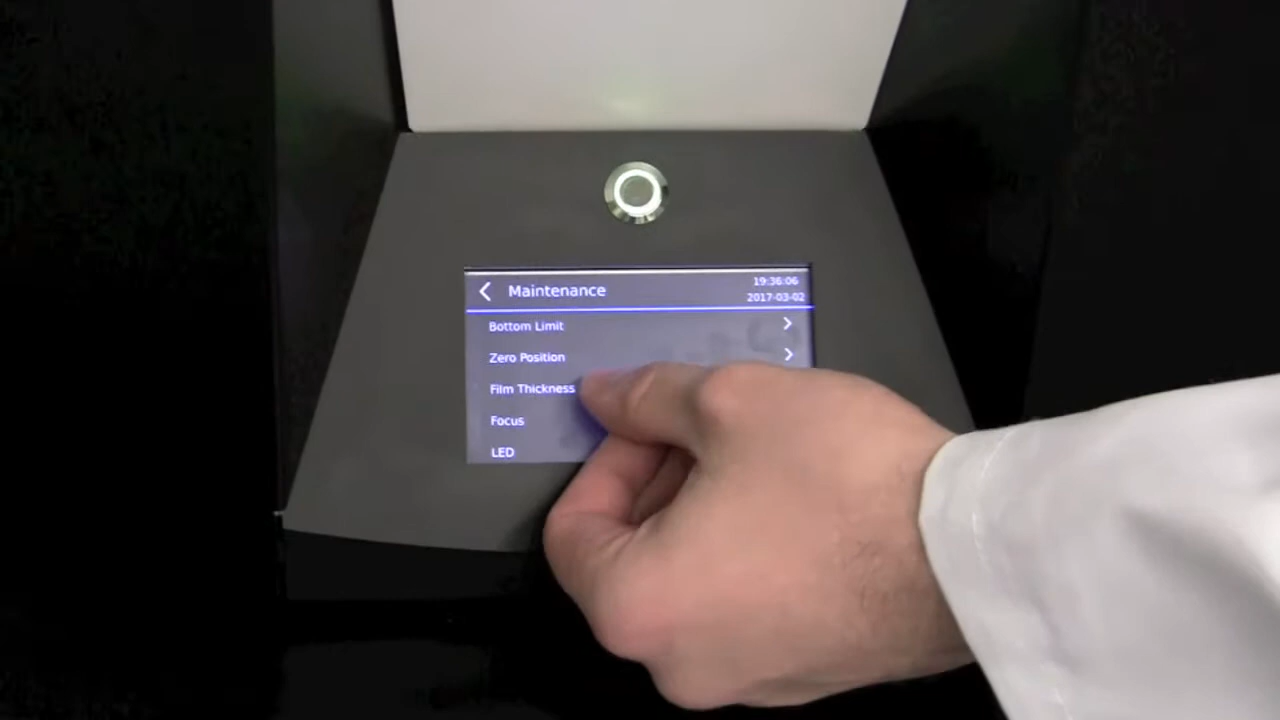 Maintenance
19:36:06
2017-03-02
Bottom Limit
Zero Position
Film Thickness
Focus
LED